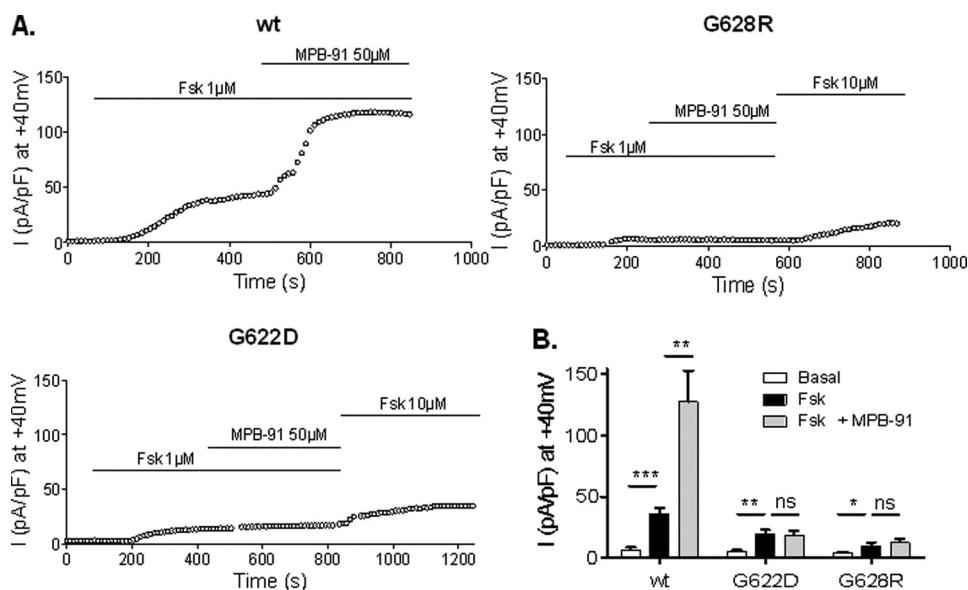 A.
wt
MPB-91 50µM
Fsk 1µM
I (pA/pF) at +40mV
150
100
50
0
0 200 400 600 800 1000
Time (s)
G628R
Fsk 10µM
MPB-91 50µM
Fsk 1µM
I (pA/pF) at +40mV
150
100
50
0
0 200 400 600 800 1000
Time (s)
G622D
Fsk 10µM
MPB-91 50µM
Fsk 1µM
I (pA/pF) at +40mV
150
100
50
0
0 200 400 600 800 1000 1200
Time (s)
B.
**
Basal
Fsk
Fsk + MPB-91
***
** ns
* ns
I (pA/pF) at +40mV
150
100
50
0
wt G622D G628R